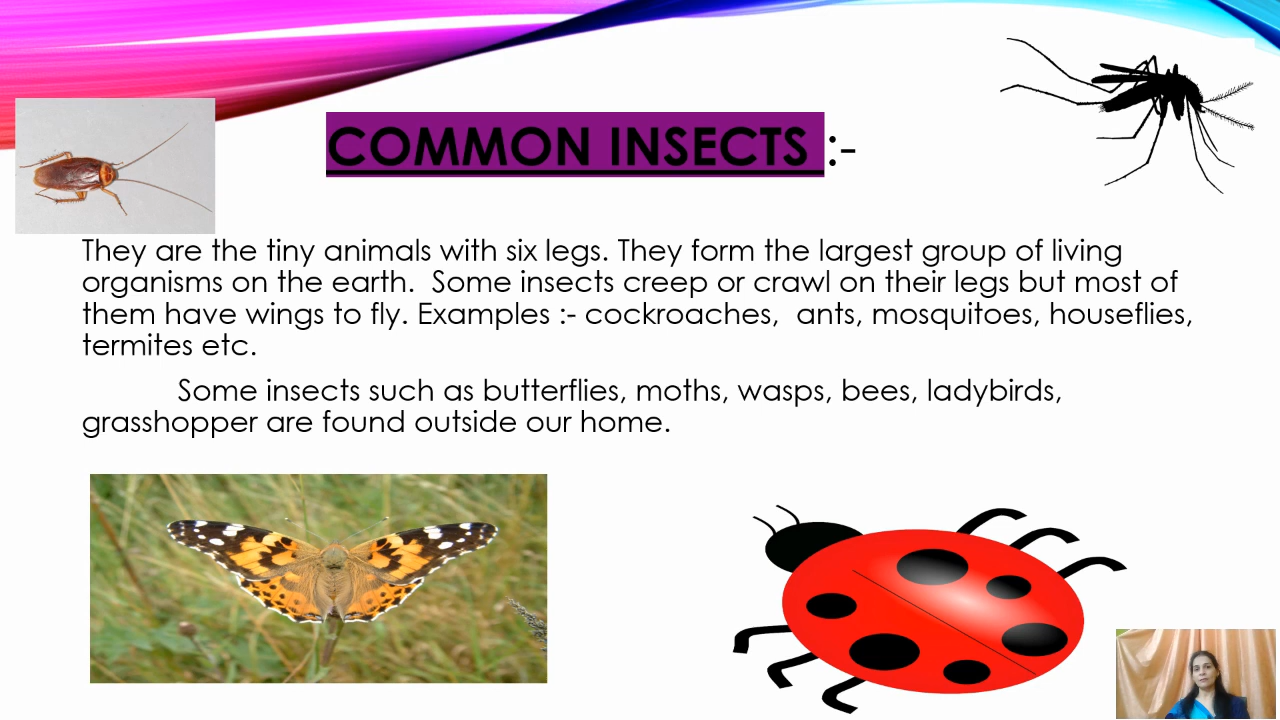 COMMON INSECTS :-
They are the tiny animals with six legs. They form the largest group of living
organisms on the earth.  Some insects creep or crawl on their legs but most of
them have wings to fly. Examples :- cockroaches,  ants, mosquitoes, houseflies,
termites etc.
Some insects such as butterflies, moths, wasps, bees, ladybirds,
grasshopper are found outside our home.